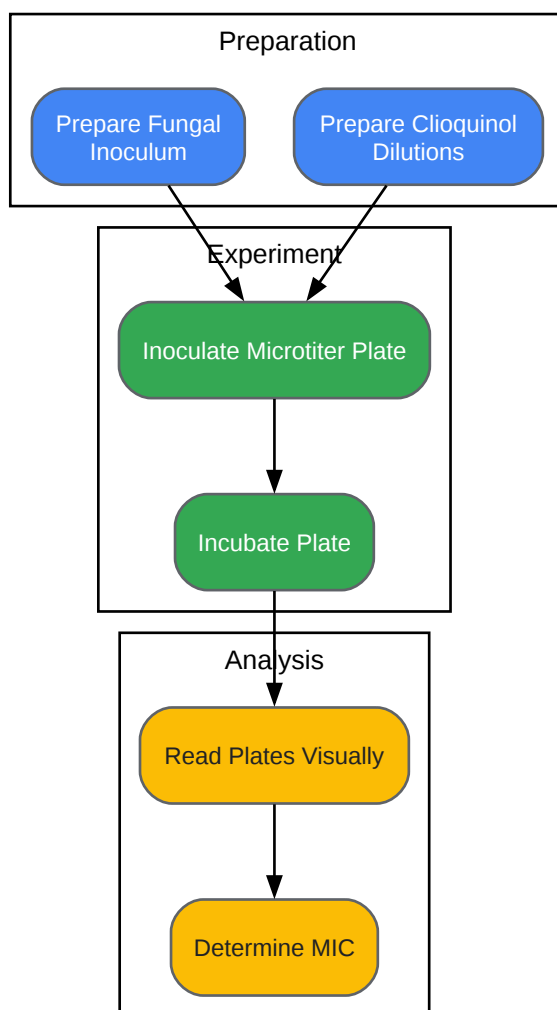 Preparation
Prepare Fungal
Inoculum
Prepare Clioquinol
Dilutions
Experiment
Inoculate Microtiter Plate
Incubate Plate
Analysis
Read Plates Visually
Determine MIC